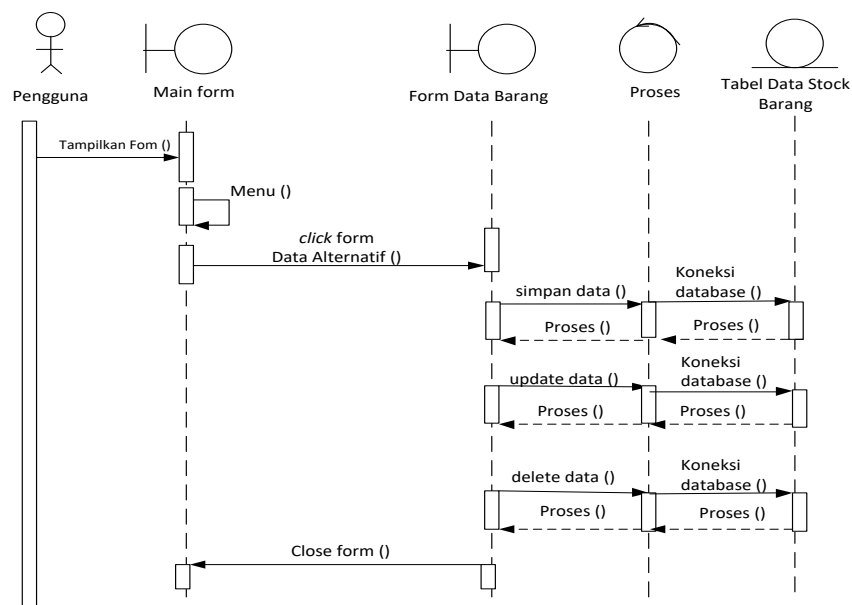 Pengguna
Main form
Form Data Barang
Proses
Tabel Data Stock
Barang
Tampilkan Fom ()
Menu ()
click form
Data Alternatif ()
simpan data ()
Koneksi
database ()
Proses ()
Proses ()
update data ()
Koneksi
database ()
Proses ()
Proses ()
delete data ()
Koneksi
database ()
Proses ()
Proses ()
Close form ()